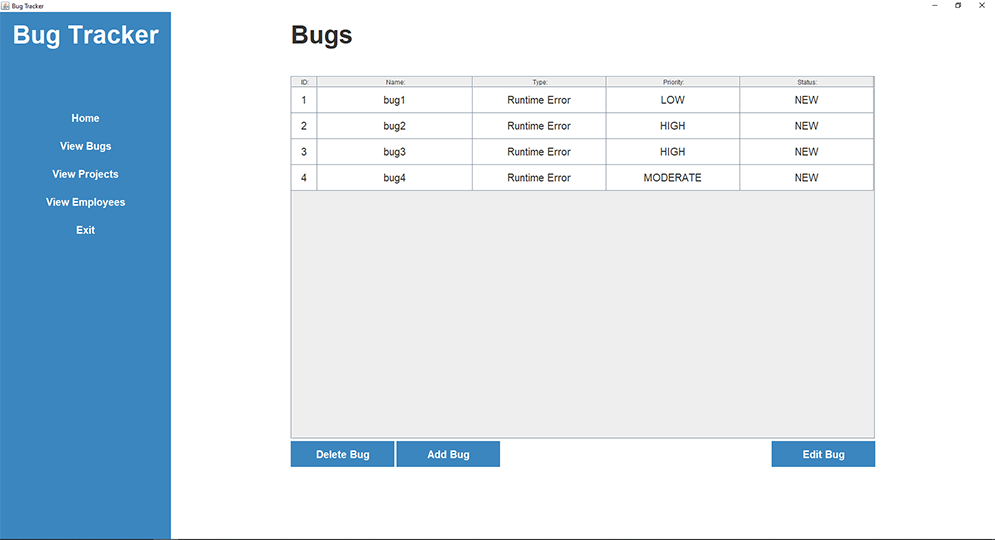 Bug Tracker
Bug Tracker
Home
View Bugs
View Projects
View Employees
Exit
Bugs
ID: Name: Type: Priority: Status:
1 bug1 Runtime Error LOW NEW
2 bug2 Runtime Error HIGH NEW
3 bug3 Runtime Error HIGH NEW
4 bug4 Runtime Error MODERATE NEW
Delete Bug Add Bug Edit Bug